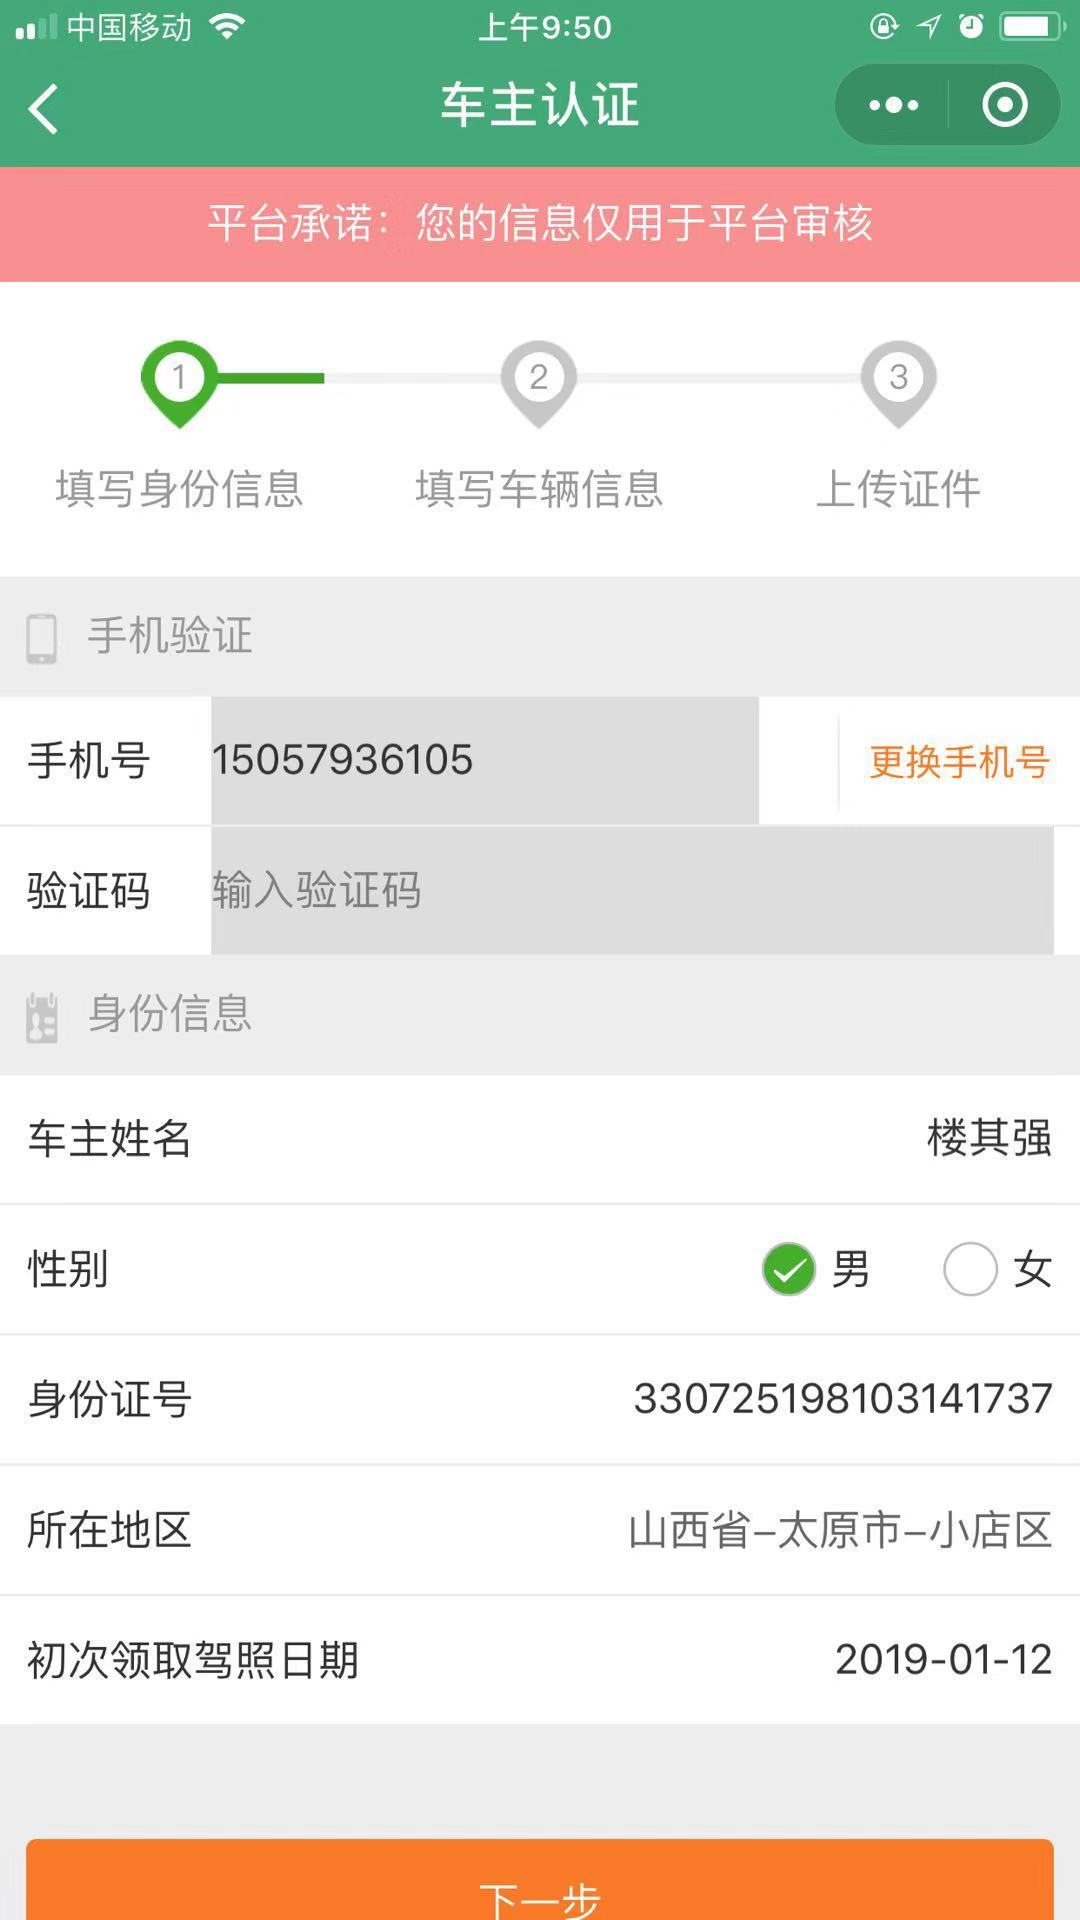 中国移动
上午9:50
车主认证
平台承诺：您的信息仅用于平台审核
1
2
3
填写身份信息
填写车辆信息
上传证件
手机验证
手机号 15057936105 更换手机号
验证码 输入验证码
身份信息
车主姓名 楼其强
性别 男 女
身份证号 330725198103141737
所在地区 山西省-太原市-小店区
初次领取驾照日期 2019-01-12
下一步